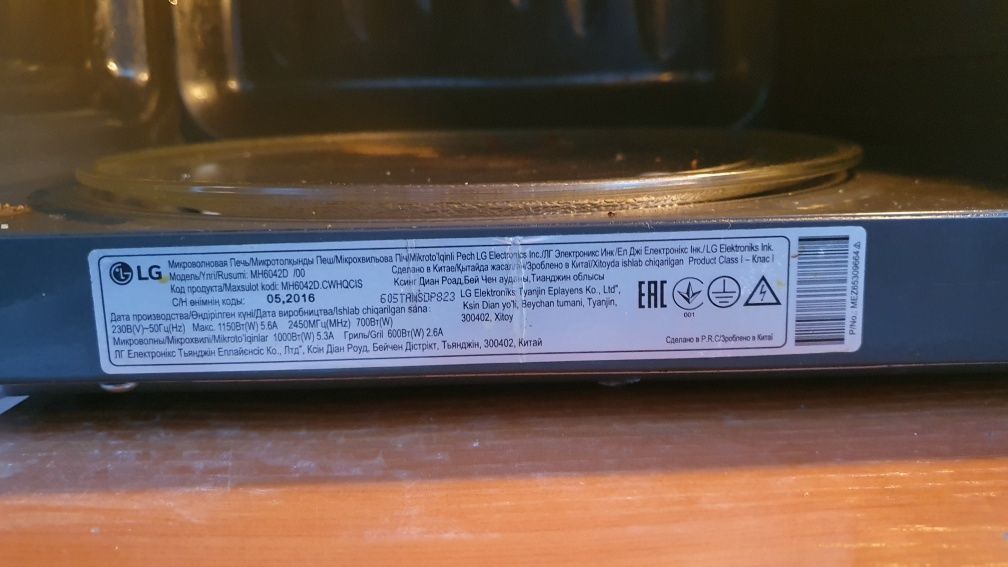 LG
Микроволновая Печь/Микротолқынды Пеш/Мікрохвильова Піч/Mikroto'lqinli Pech LG Electronics Inc./ЛГ Электроникс Инк./Ел Джі Електронікс Інк./ LG Elektroniks Ink.
Модель/Үлгі/Rusumi: MH6042D /00
Сделано в Китае/Қытайда жасалған/Зроблено в Китаї/Xitoyda ishlab chiqarilgan Product Class I – Клас I
Код продукта/Maxsulot kodi: MH6042D.CWHQCIS
Ксинг Диан Роад,Бей Чен ауданы,Тианджин облысы
С/Н өнімнің коды: 05,2016 605TAWSDP823
LG Elektroniks Tyanjin Eplayens Ko., Ltd",
Дата производства/Өндірілген күні/Дата виробництва/Ishlab chiqarilgan sana:
Ksin Dian yo'li, Beychan tumani, Tyanjin,
230В(V)~50Гц(Hz) Макс. 1150Вт(W) 5.6A 2450МГц(MHz) 700Вт(W)
300402, Xitoy
Микроволны/Мікрохвилі/Mikroto'lqinlar 1000Вт(W) 5.3A Гриль/Gril 600Вт(W) 2.6A
ЛГ Електронікс Тьянджін Епплайєнсіс Ко., Лтд", Ксін Діан Роуд, Бейчен Дістрікт, Тьянджін, 300402, Китай
EAC
001
Сделано в P.R.C/Зроблено в Китаї
P/No.: MEZ65309664